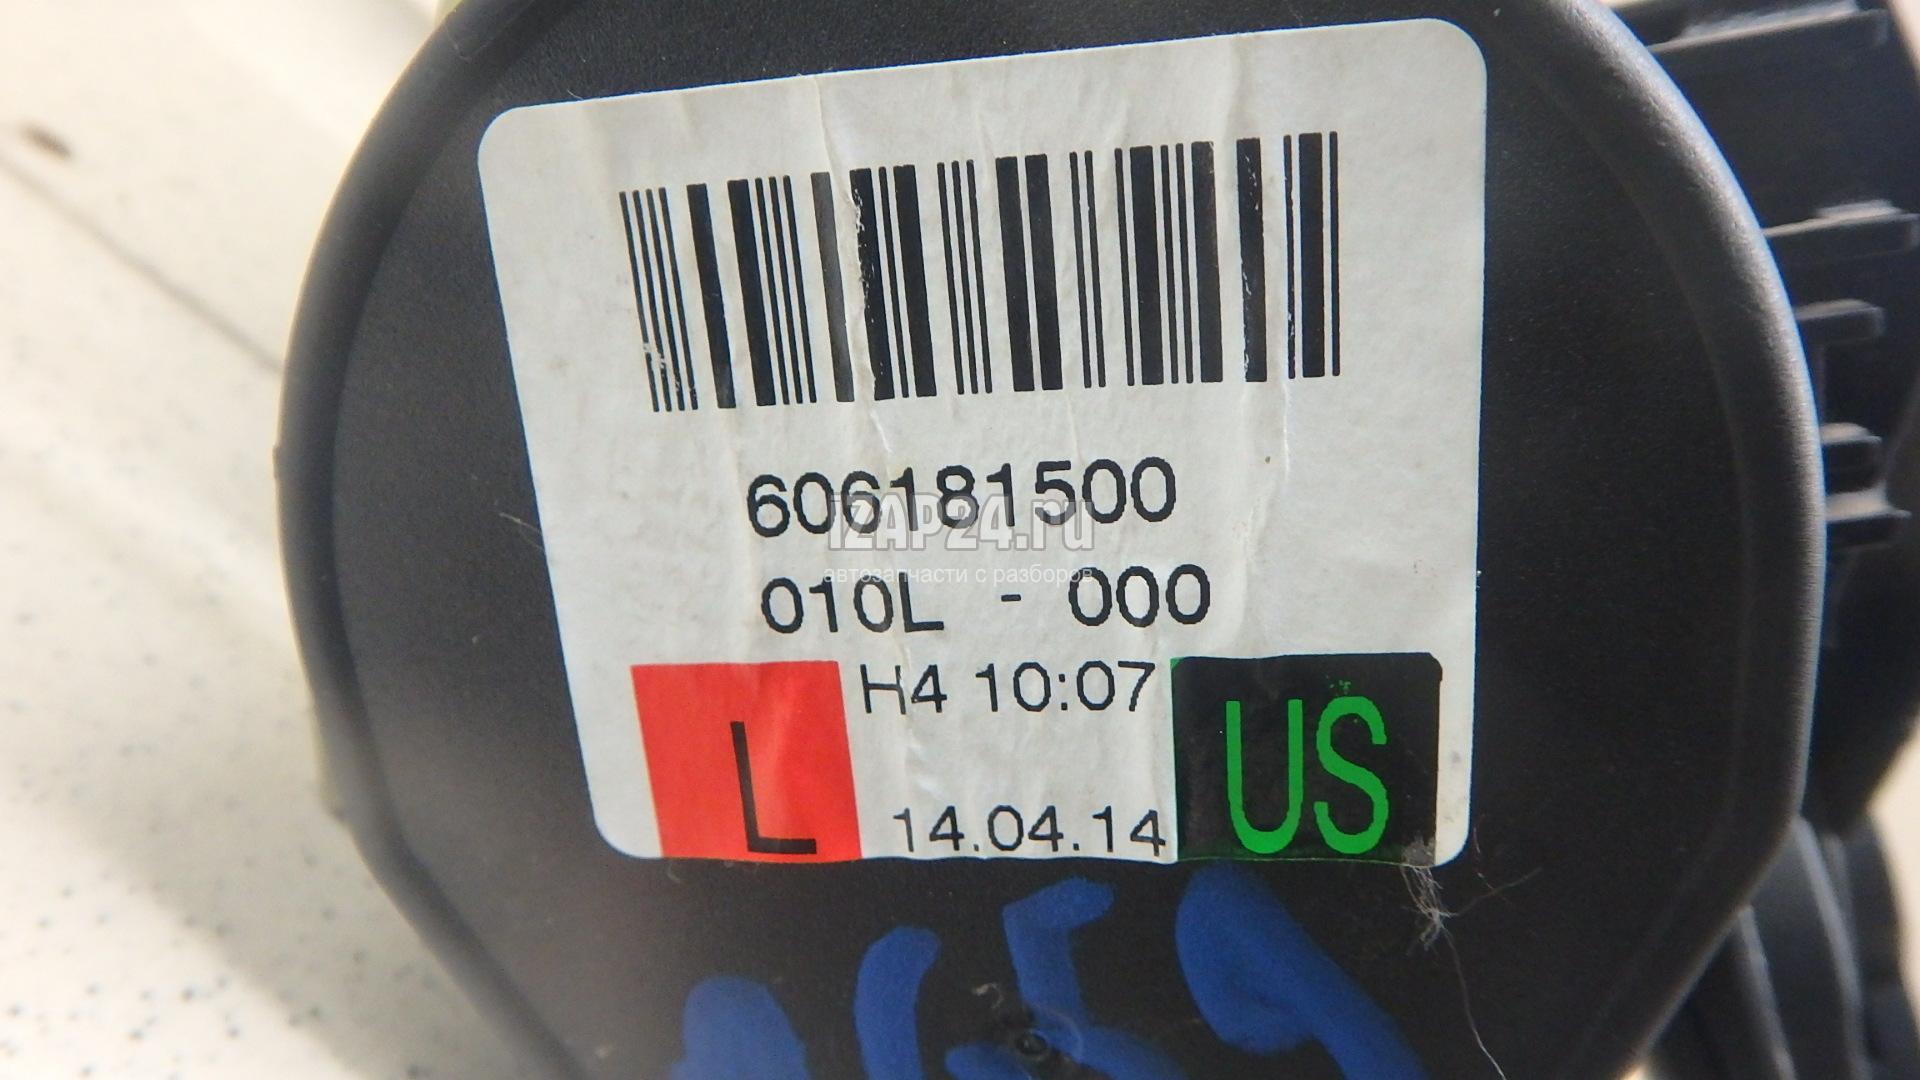 606181500
iZAP24.ru
автозапчасти с разборов
010L - 000
H4 10:07
L
US
14.04.14